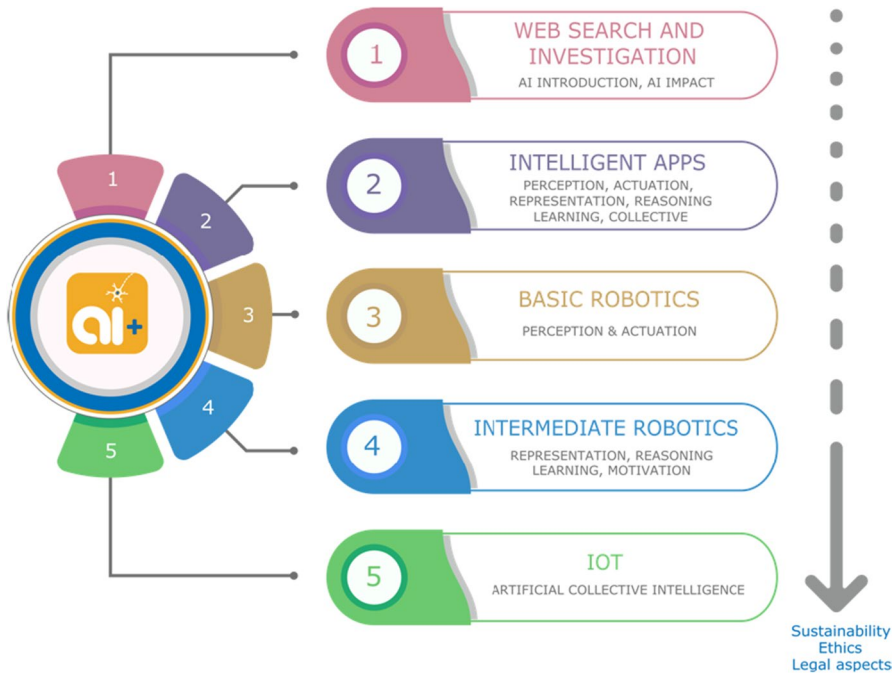 1
WEB SEARCH AND
INVESTIGATION
AI INTRODUCTION, AI IMPACT
1
2
INTELLIGENT APPS
PERCEPTION, ACTUATION,
REPRESENTATION, REASONING
LEARNING, COLLECTIVE
2
3
BASIC ROBOTICS
PERCEPTION & ACTUATION
ai+
3
4
INTERMEDIATE ROBOTICS
REPRESENTATION, REASONING
LEARNING, MOTIVATION
4
5
IOT
ARTIFICIAL COLLECTIVE INTELLIGENCE
5
Sustainability
Ethics
Legal aspects